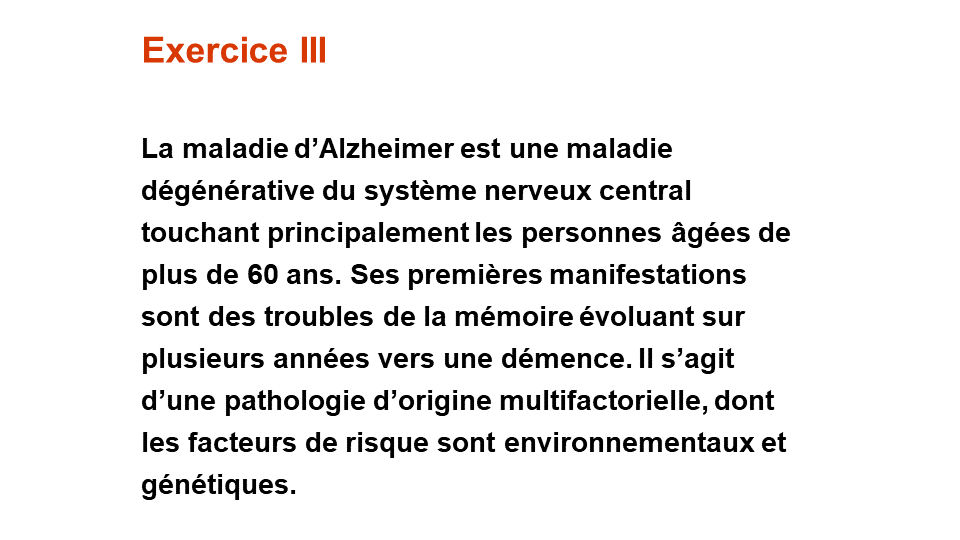 Exercice III
La maladie d’Alzheimer est une maladie
dégénérative du système nerveux central
touchant principalement les personnes âgées de
plus de 60 ans. Ses premières manifestations
sont des troubles de la mémoire évoluant sur
plusieurs années vers une démence. Il s’agit
d’une pathologie d’origine multifactorielle, dont
les facteurs de risque sont environnementaux et
génétiques.